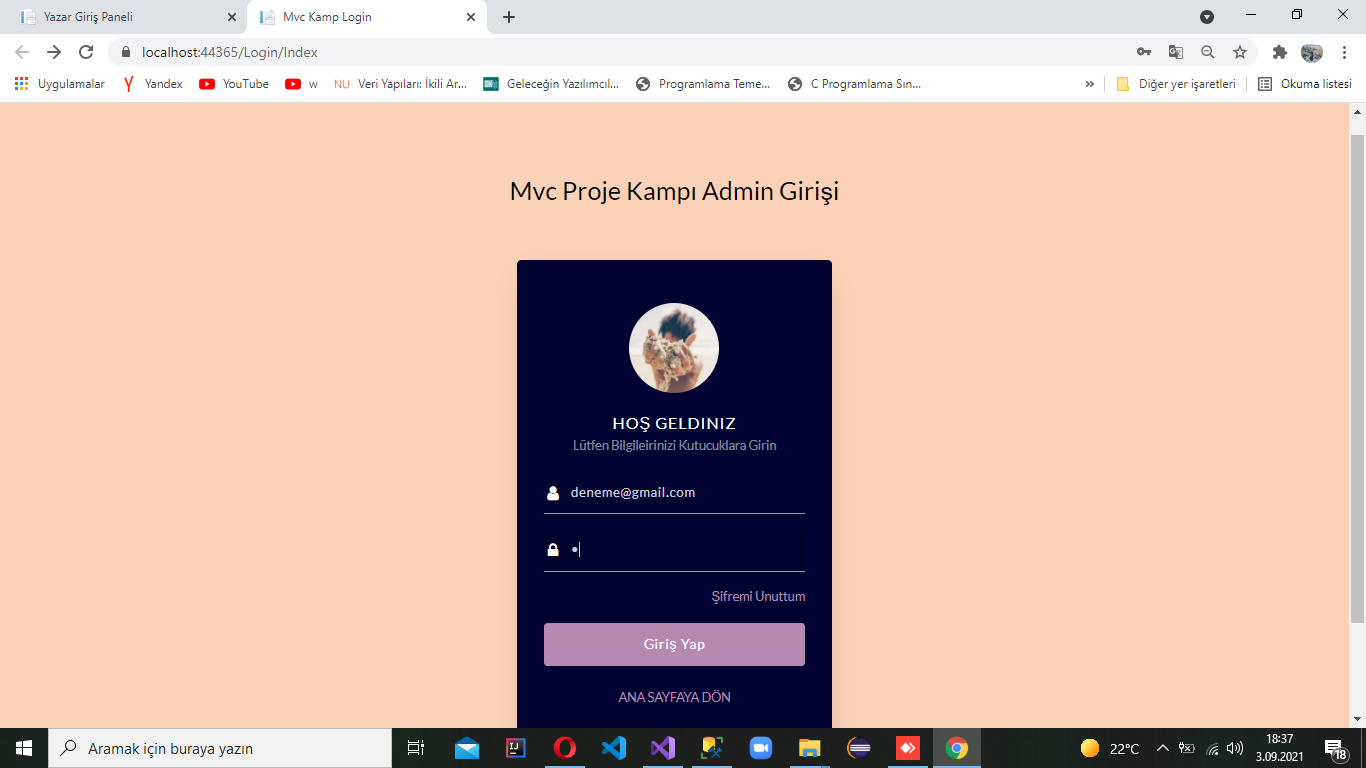 Yazar Giriş Paneli
Mvc Kamp Login
localhost:44365/Login/Index
Uygulamalar
Yandex
YouTube
w
NU Veri Yapıları: İkili Ar...
Geleceğin Yazılımcıl...
Programlama Teme...
C Programlama Sın...
»
Diğer yer işaretleri
Okuma listesi
Mvc Proje Kampı Admin Girişi
HOŞ GELDINIZ
Lütfen Bilgileirinizi Kutucuklara Girin
deneme@gmail.com
Şifremi Unuttum
Giriş Yap
ANA SAYFAYA DÖN
Aramak için buraya yazın
22°C
18:37
3.09.2021
18